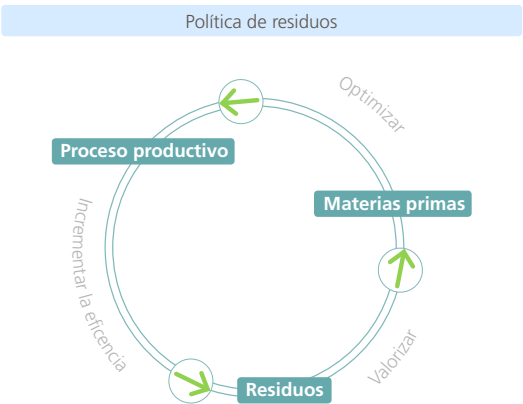 Política de residuos
Optimizar
Proceso productivo
Materias primas
Incrementar la eficencia
Valorizar
Residuos